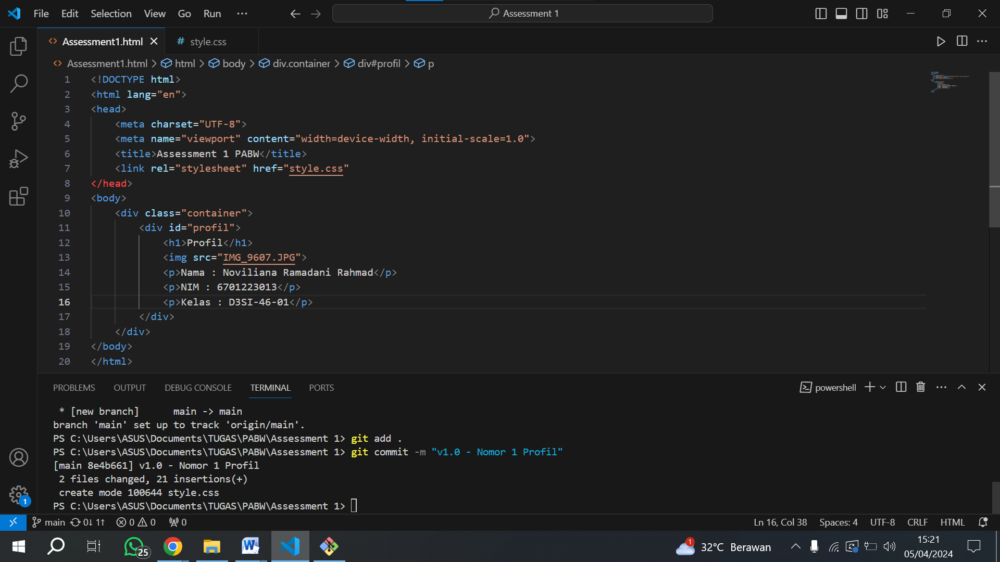 File Edit Selection View Go Run ··· Assessment 1
Assessment1.html style.css
Assessment1.html > html > body > div.container > div#profil > p
1 <!DOCTYPE html>
2 <html lang="en">
3 <head>
4 <meta charset="UTF-8">
5 <meta name="viewport" content="width=device-width, initial-scale=1.0">
6 <title>Assessment 1 PABW</title>
7 <link rel="stylesheet" href="style.css"
8 </head>
9 <body>
10 <div class="container">
11 <div id="profil">
12 <h1>Profil</h1>
13 <img src="IMG_9607.JPG">
14 <p>Nama : Noviliana Ramadani Rahmad</p>
15 <p>NIM : 6701223013</p>
16 <p>Kelas : D3SI-46-01</p>
17 </div>
18 </div>
19 </body>
20 </html>
PROBLEMS OUTPUT DEBUG CONSOLE TERMINAL PORTS powershell
* [new branch] main -> main
branch 'main' set up to track 'origin/main'.
PS C:\Users\ASUS\Documents\TUGAS\PABW\Assessment 1> git add .
PS C:\Users\ASUS\Documents\TUGAS\PABW\Assessment 1> git commit -m "v1.0 - Nomor 1 Profil"
[main 8e4b661] v1.0 - Nomor 1 Profil
2 files changed, 21 insertions(+)
create mode 100644 style.css
PS C:\Users\ASUS\Documents\TUGAS\PABW\Assessment 1>
1
main 0↓ 1↑ 0 0 0 Ln 16, Col 38 Spaces: 4 UTF-8 CRLF HTML
25 W 1 32°C Berawan 15:21
05/04/2024